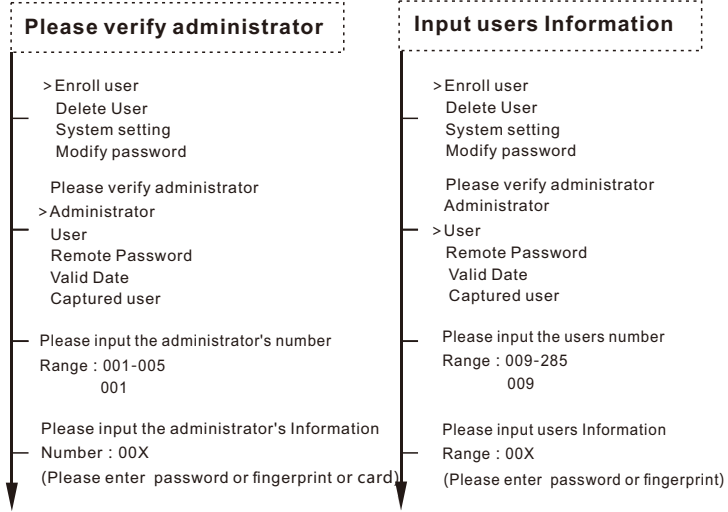 Please verify administrator
>Enroll user
Delete User
System setting
Modify password
Please verify administrator
>Administrator
User
Remote Password
Valid Date
Captured user
Please input the administrator's number
Range : 001-005
001
Please input the administrator's Information
Number : 00X
(Please enter password or fingerprint or card)
Input users Information
>Enroll user
Delete User
System setting
Modify password
Please verify administrator
Administrator
>User
Remote Password
Valid Date
Captured user
Please input the users number
Range : 009-285
009
Please input users Information
Range : 00X
(Please enter password or fingerprint)